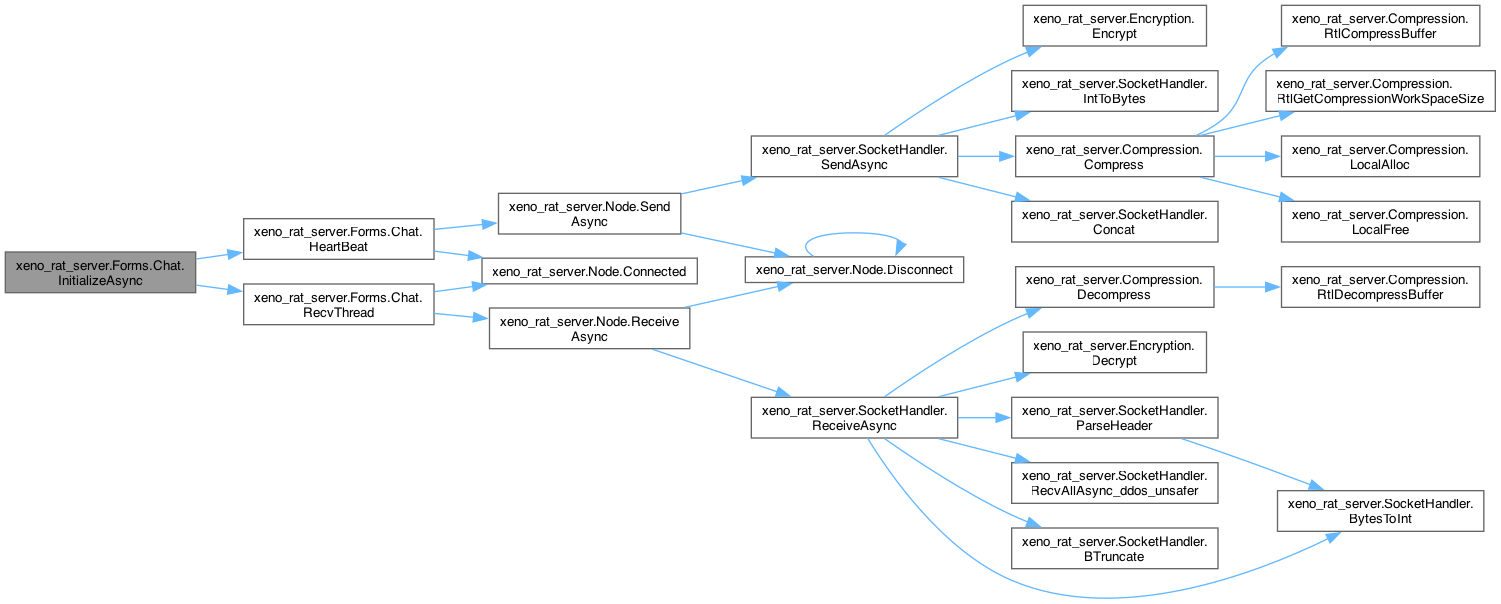 xeno_rat_server.Forms.Chat.
InitializeAsync
xeno_rat_server.Forms.Chat.
HeartBeat
xeno_rat_server.Forms.Chat.
RecvThread
xeno_rat_server.Node.Send
Async
xeno_rat_server.Node.Connected
xeno_rat_server.Node.Receive
Async
xeno_rat_server.SocketHandler.
SendAsync
xeno_rat_server.Node.Disconnect
xeno_rat_server.SocketHandler.
ReceiveAsync
xeno_rat_server.Encryption.
Encrypt
xeno_rat_server.SocketHandler.
IntToBytes
xeno_rat_server.Compression.
Compress
xeno_rat_server.SocketHandler.
Concat
xeno_rat_server.Compression.
Decompress
xeno_rat_server.Encryption.
Decrypt
xeno_rat_server.SocketHandler.
ParseHeader
xeno_rat_server.SocketHandler.
RecvAllAsync_ddos_unsafer
xeno_rat_server.SocketHandler.
BTruncate
xeno_rat_server.Compression.
RtlCompressBuffer
xeno_rat_server.Compression.
RtlGetCompressionWorkSpaceSize
xeno_rat_server.Compression.
LocalAlloc
xeno_rat_server.Compression.
LocalFree
xeno_rat_server.Compression.
RtlDecompressBuffer
xeno_rat_server.SocketHandler.
BytesToInt